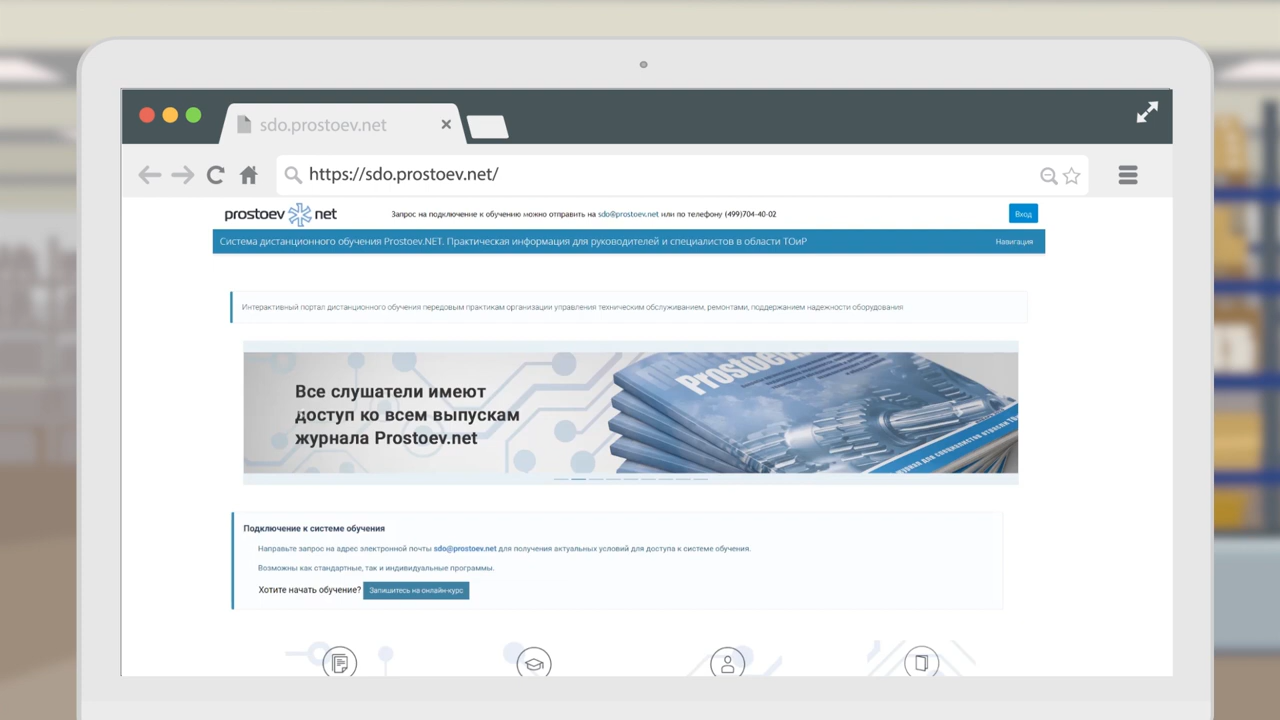 sdo.prostoev.net
https://sdo.prostoev.net/
prostoev net
Запрос на подключение к обучению можно отправить на sdo@prostoev.net или по телефону (499)704-40-02
Вход
Система дистанционного обучения Prostoev.NET. Практическая информация для руководителей и специалистов в области ТОиР
Навигация
Интерактивный портал дистанционного обучения передовым практикам организации управления техническим обслуживанием, ремонтами, поддержанием надежности оборудования
Все слушатели имеют
доступ ко всем выпускам
журнала Prostoev.net
Prostoev.
журнал для специалистов отрасли
Подключение к системе обучения
Направьте запрос на адрес электронной почты sdo@prostoev.net для получения актуальных условий для доступа к системе обучения.
Возможны как стандартные, так и индивидуальные программы.
Хотите начать обучение? Запишитесь на онлайн-курс